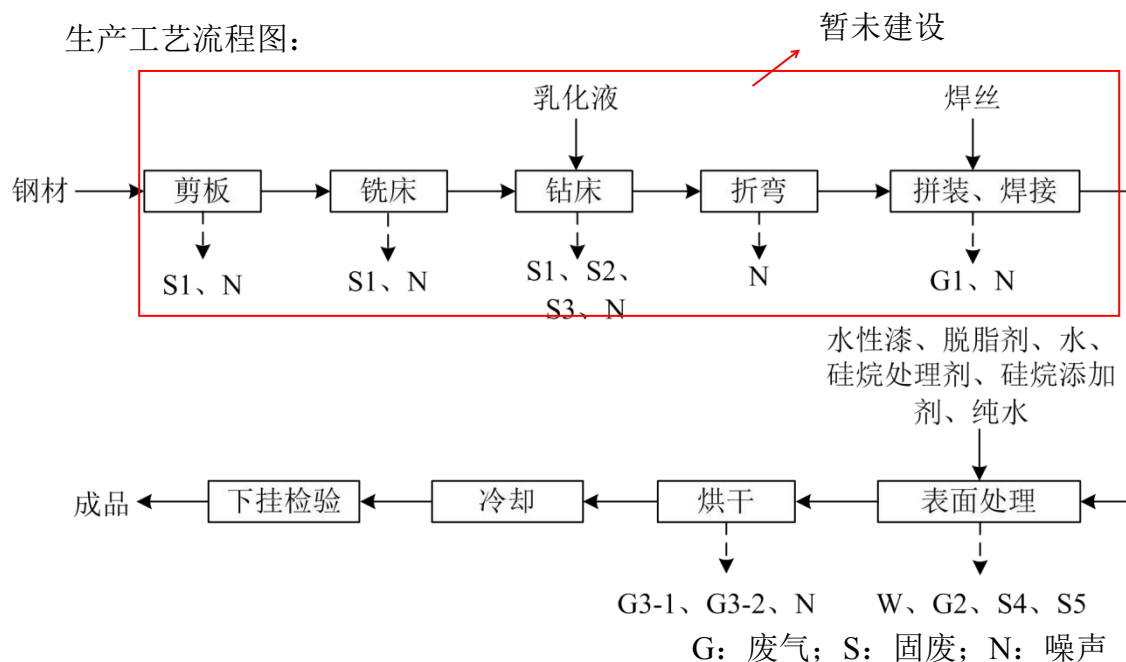 生产工艺流程图：
暂未建设
乳化液
焊丝
钢材
剪板
铣床
钻床
折弯
拼装、焊接
S1、N
S1、N
S1、S2、
S3、N
N
G1、N
水性漆、脱脂剂、水、
硅烷处理剂、硅烷添加
剂、纯水
成品
下挂检验
冷却
烘干
表面处理
G3-1、G3-2、N
W、G2、S4、S5
G：废气；S：固废；N：噪声